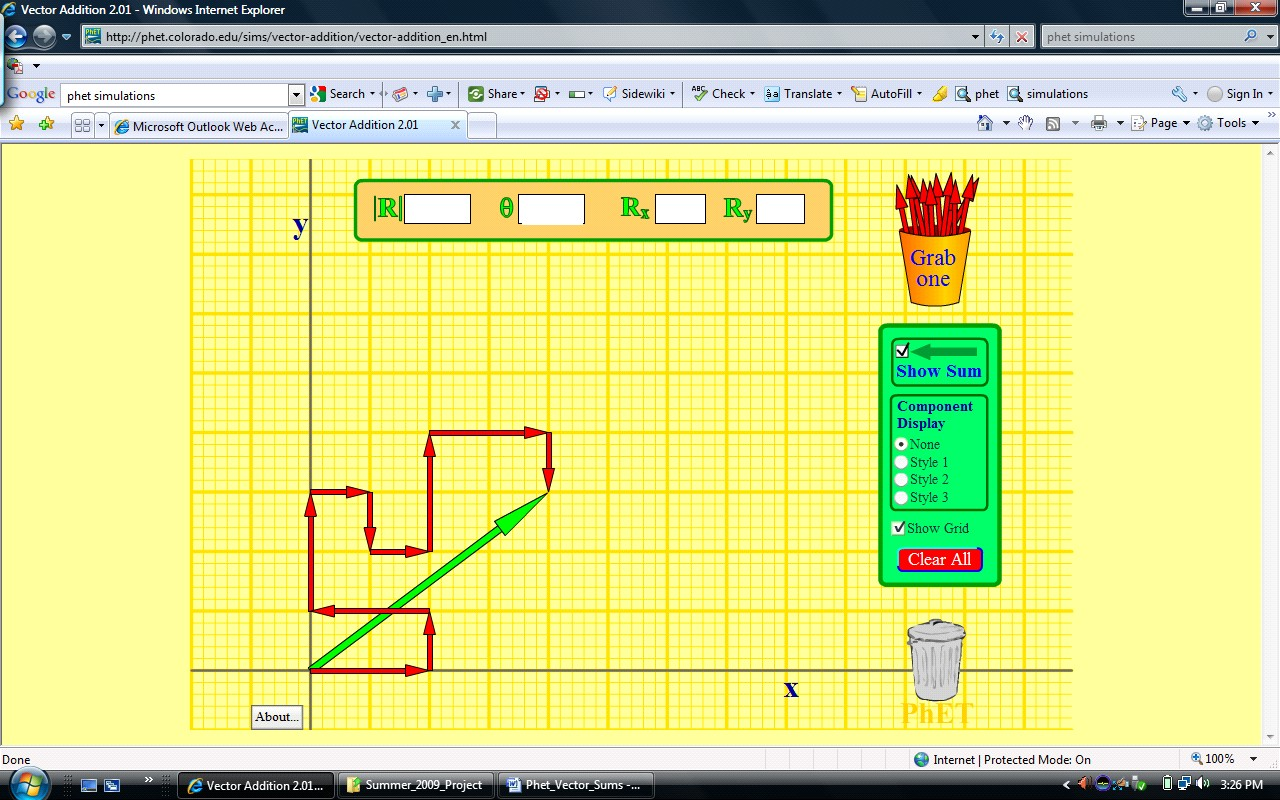 Vector Addition 2.01 - Windows Internet Explorer
http://phet.colorado.edu/sims/vector-addition/vector-addition_en.html
phet simulations
Google
phet simulations
Search
Share
Sidewiki
ABC
Check
Translate
AutoFill
phet
simulations
Sign In
Microsoft Outlook Web Ac...
Vector Addition 2.01
Page
Tools
y
|R|
θ
Rx
Ry
Grab
one
Show Sum
Component
Display
None
Style 1
Style 2
Style 3
Show Grid
Clear All
x
About...
PhET
Done
Internet | Protected Mode: On
100%
Vector Addition 2.01...
Summer_2009_Project
Phet_Vector_Sums -...
3:26 PM